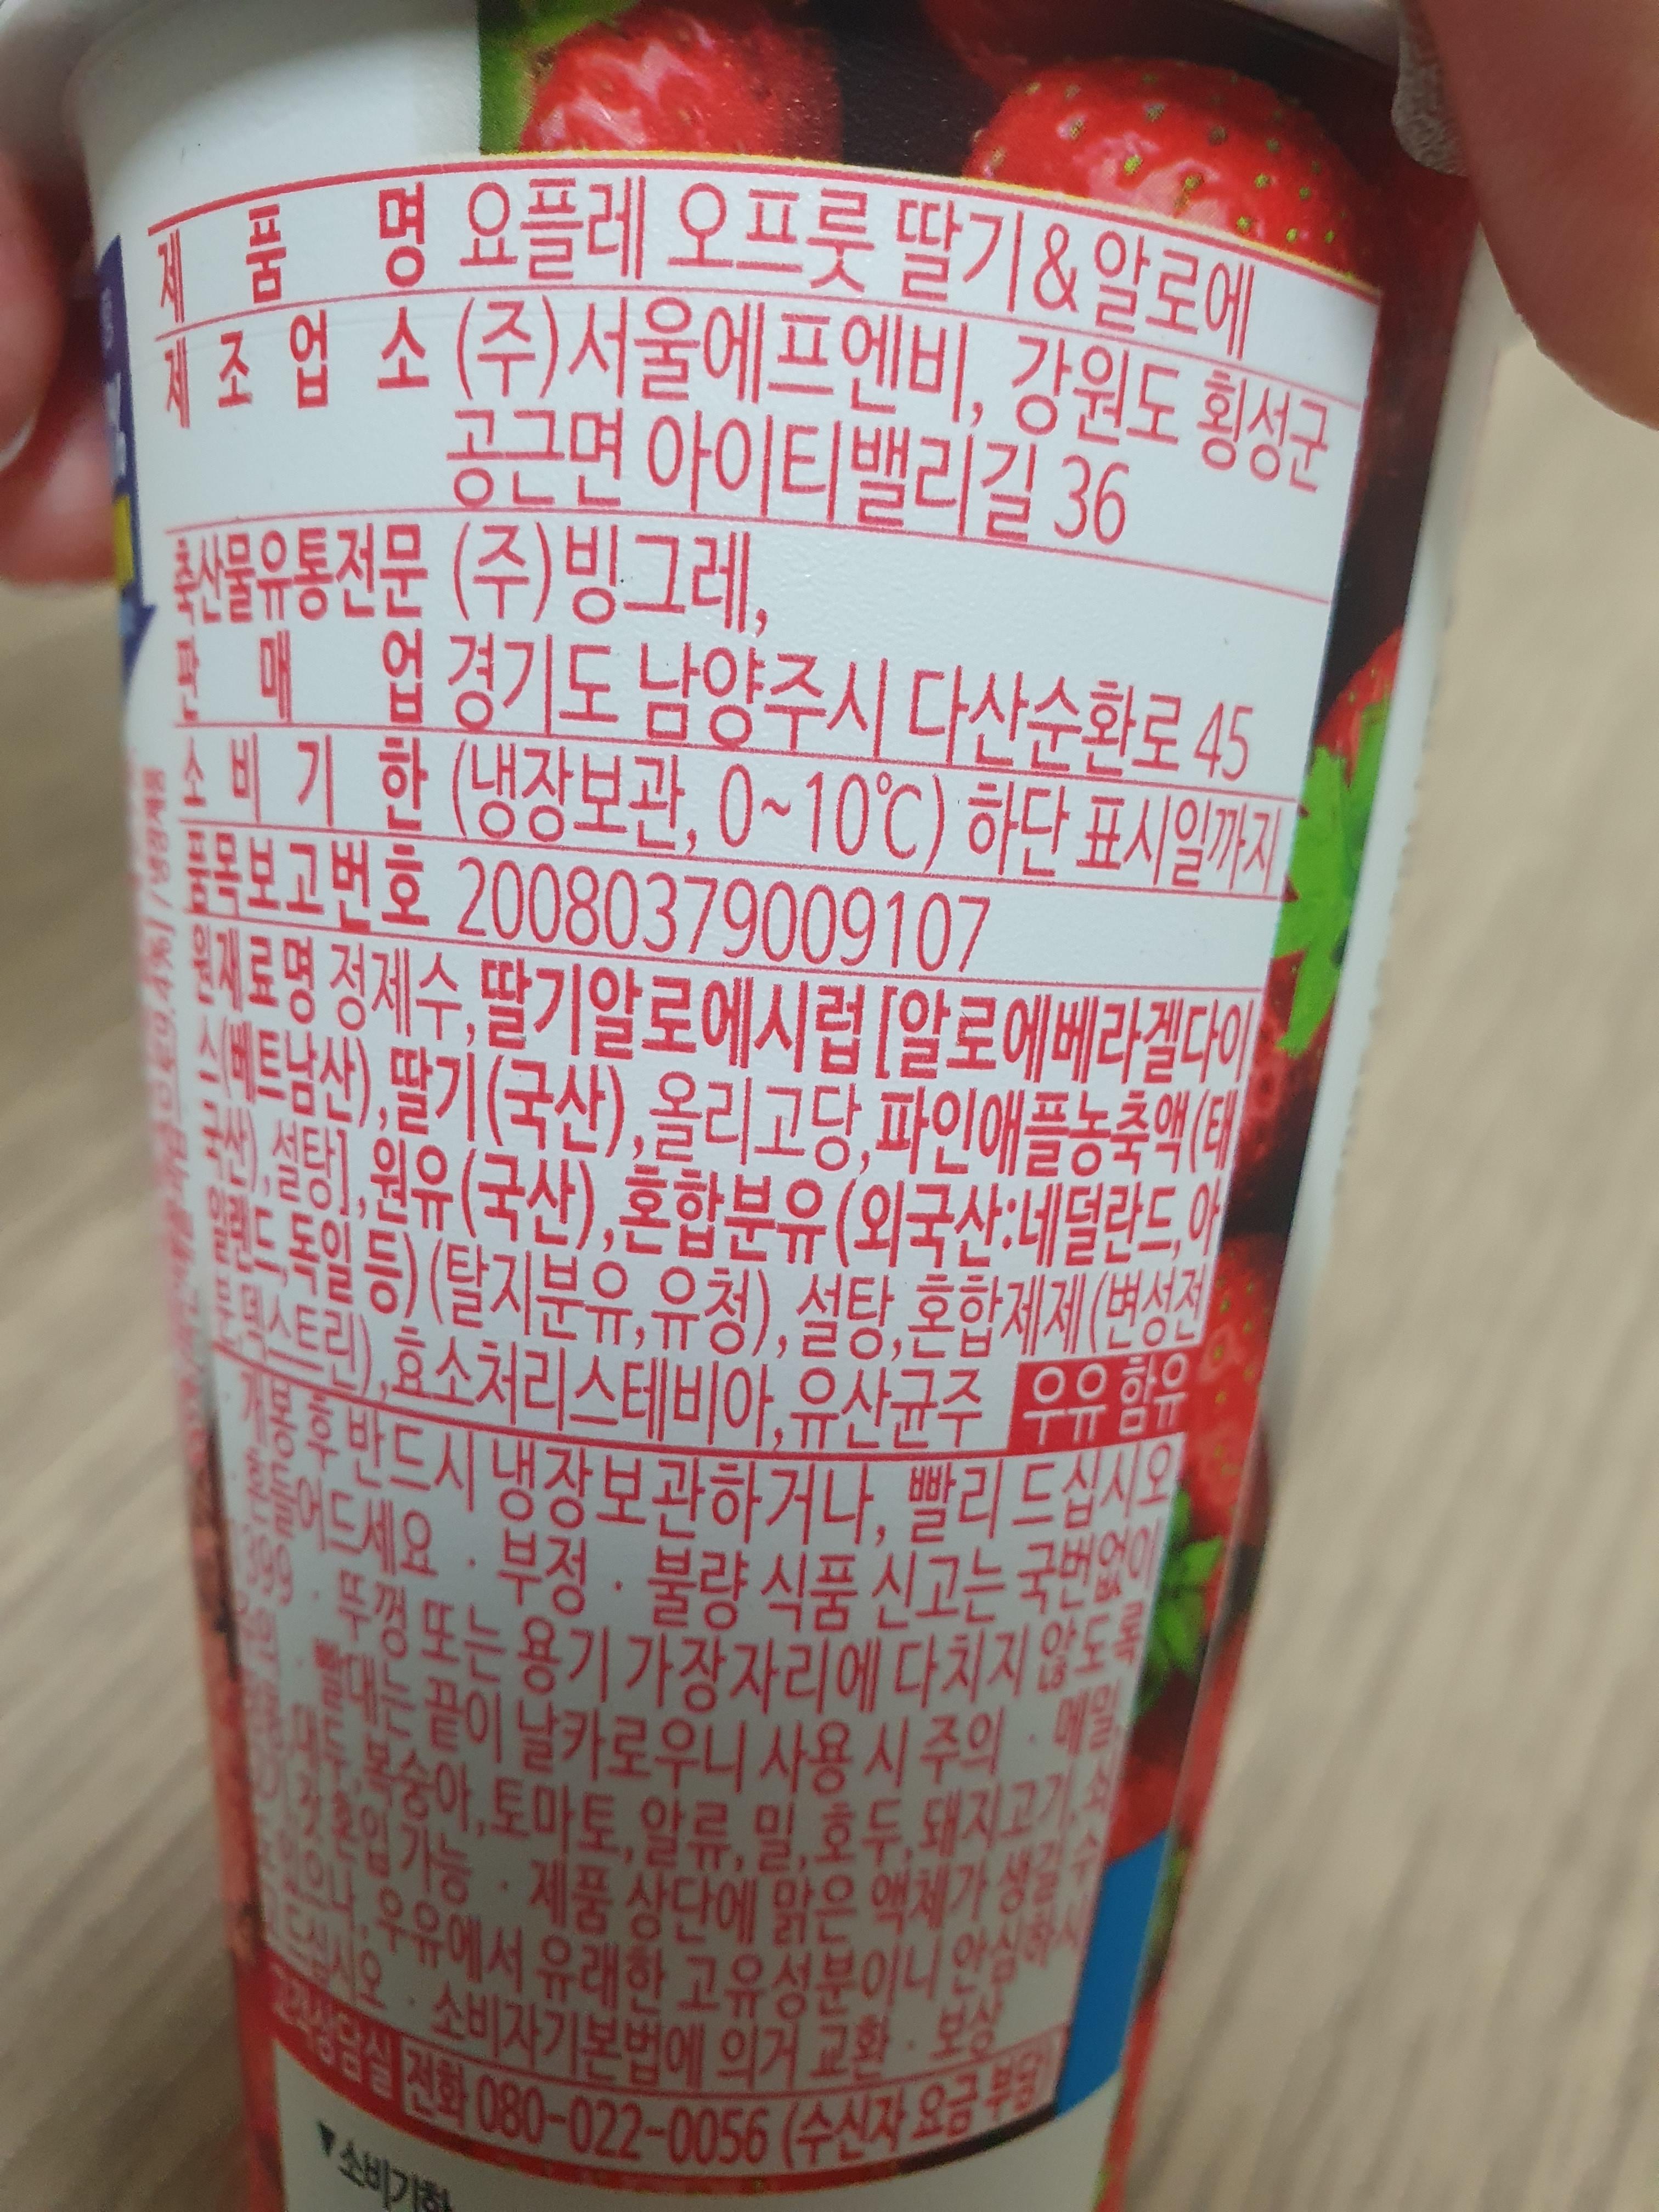 제품명 요플레 오프룻 딸기&알로에
제조업소 (주)서울에프엔비, 강원도 횡성군
공근면 아이티밸리길 36
축산물유통전문 (주)빙그레,
판매업 경기도 남양주시 다산순환로 45
소비기한 (냉장보관, 0~10℃) 하단 표시일까지
품목보고번호 20080379009107
원재료명 정제수,딸기알로에시럽[알로에베라겔다이
스(베트남산),딸기(국산),올리고당,파인애플농축액(태
국산),설탕],원유(국산),혼합분유(외국산:네덜란드,아
일랜드,독일 등)(탈지분유,유청),설탕,혼합제제(변성전
분,덱스트린),효소처리스테비아,유산균주 우유 함유
· 개봉 후 반드시 냉장보관하거나, 빨리 드십시오
· 흔들어드세요 · 부정 · 불량 식품 신고는 국번없이
1399 · 뚜껑 또는 용기 가장자리에 다치지 않도록
주의 · 빨대는 끝이 날카로우니 사용 시 주의 · 메밀,
대두,복숭아,토마토,알류,밀,호두,돼지고기,쇠
고기,잣 혼입 가능 · 제품 상단에 맑은 액체가 생길 수
도 있으나, 우유에서 유래한 고유성분이니 안심하시
고 드십시오 · 소비자기본법에 의거 교환 · 보상
고객상담실 전화 080-022-0056 (수신자 요금 부담)
▼소비기한